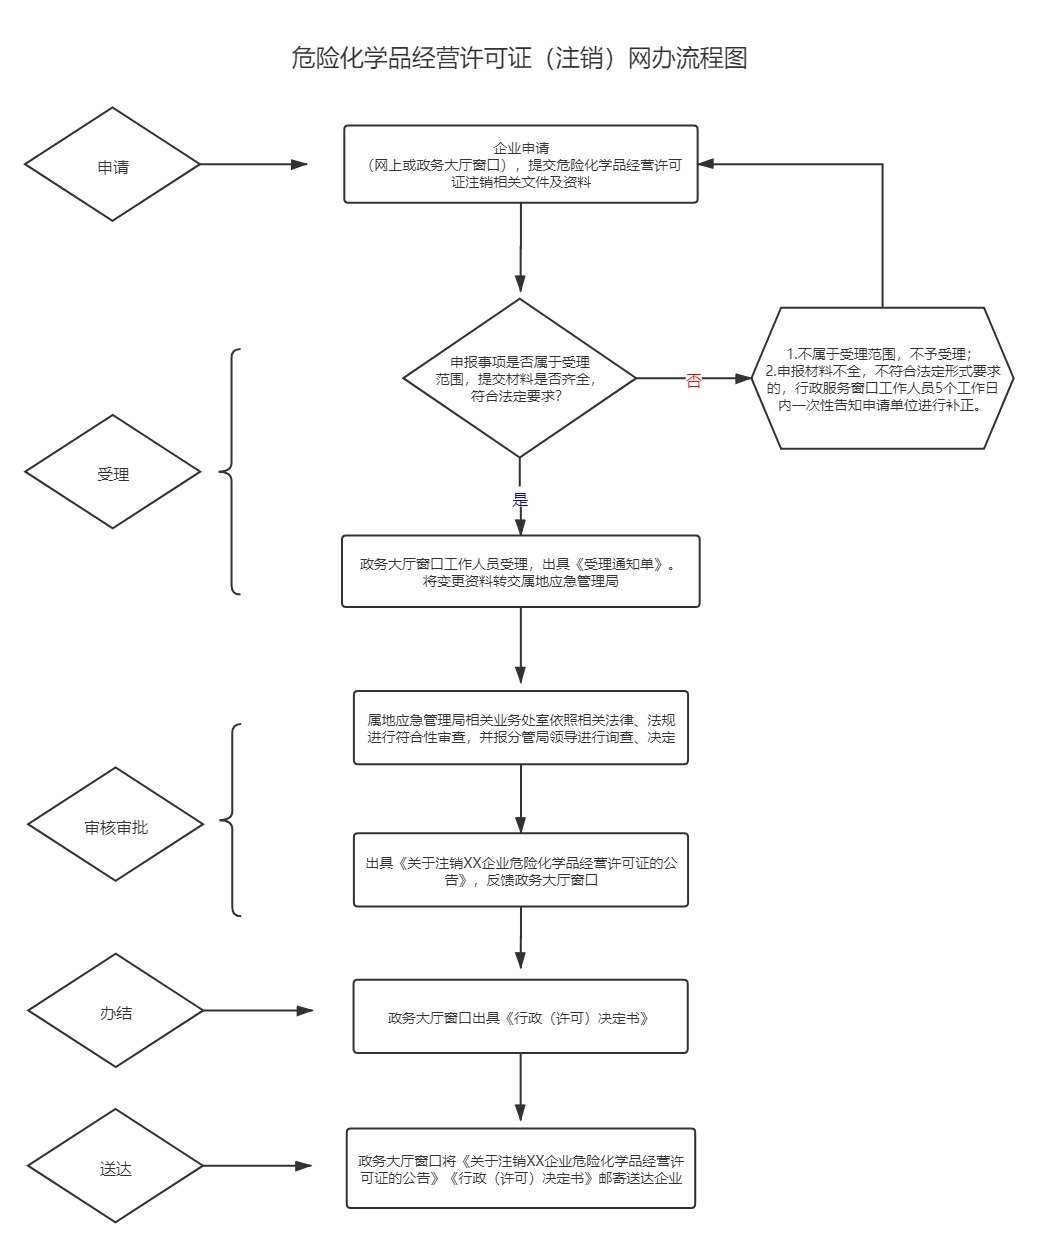 危险化学品经营许可证（注销）网办流程图
申请
企业申请
（网上或政务大厅窗口），提交危险化学品经营许可
证注销相关文件及资料
申报事项是否属于受理
范围，提交材料是否齐全，
符合法定要求？
否
1.不属于受理范围，不予受理；
2.申报材料不全，不符合法定形式要求
的，行政服务窗口工作人员5个工作日
内一次性告知申请单位进行补正。
受理
是
政务大厅窗口工作人员受理，出具《受理通知单》。
将变更资料转交属地应急管理局
属地应急管理局相关业务处室依照相关法律、法规
进行符合性审查，并报分管局领导进行询查、决定
审核审批
出具《关于注销XX企业危险化学品经营许可证的公
告》，反馈政务大厅窗口
办结
政务大厅窗口出具《行政（许可）决定书》
送达
政务大厅窗口将《关于注销XX企业危险化学品经营许
可证的公告》《行政（许可）决定书》邮寄送达企业